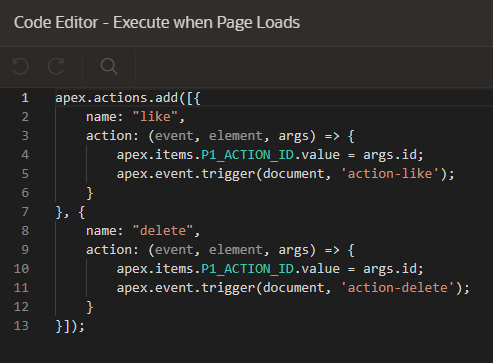 Code Editor - Execute when Page Loads
1 apex.actions.add([{
2 name: "like",
3 action: (event, element, args) => {
4 apex.items.P1_ACTION_ID.value = args.id;
5 apex.event.trigger(document, 'action-like');
6 }
7 }, {
8 name: "delete",
9 action: (event, element, args) => {
10 apex.items.P1_ACTION_ID.value = args.id;
11 apex.event.trigger(document, 'action-delete');
12 }
13 }]);